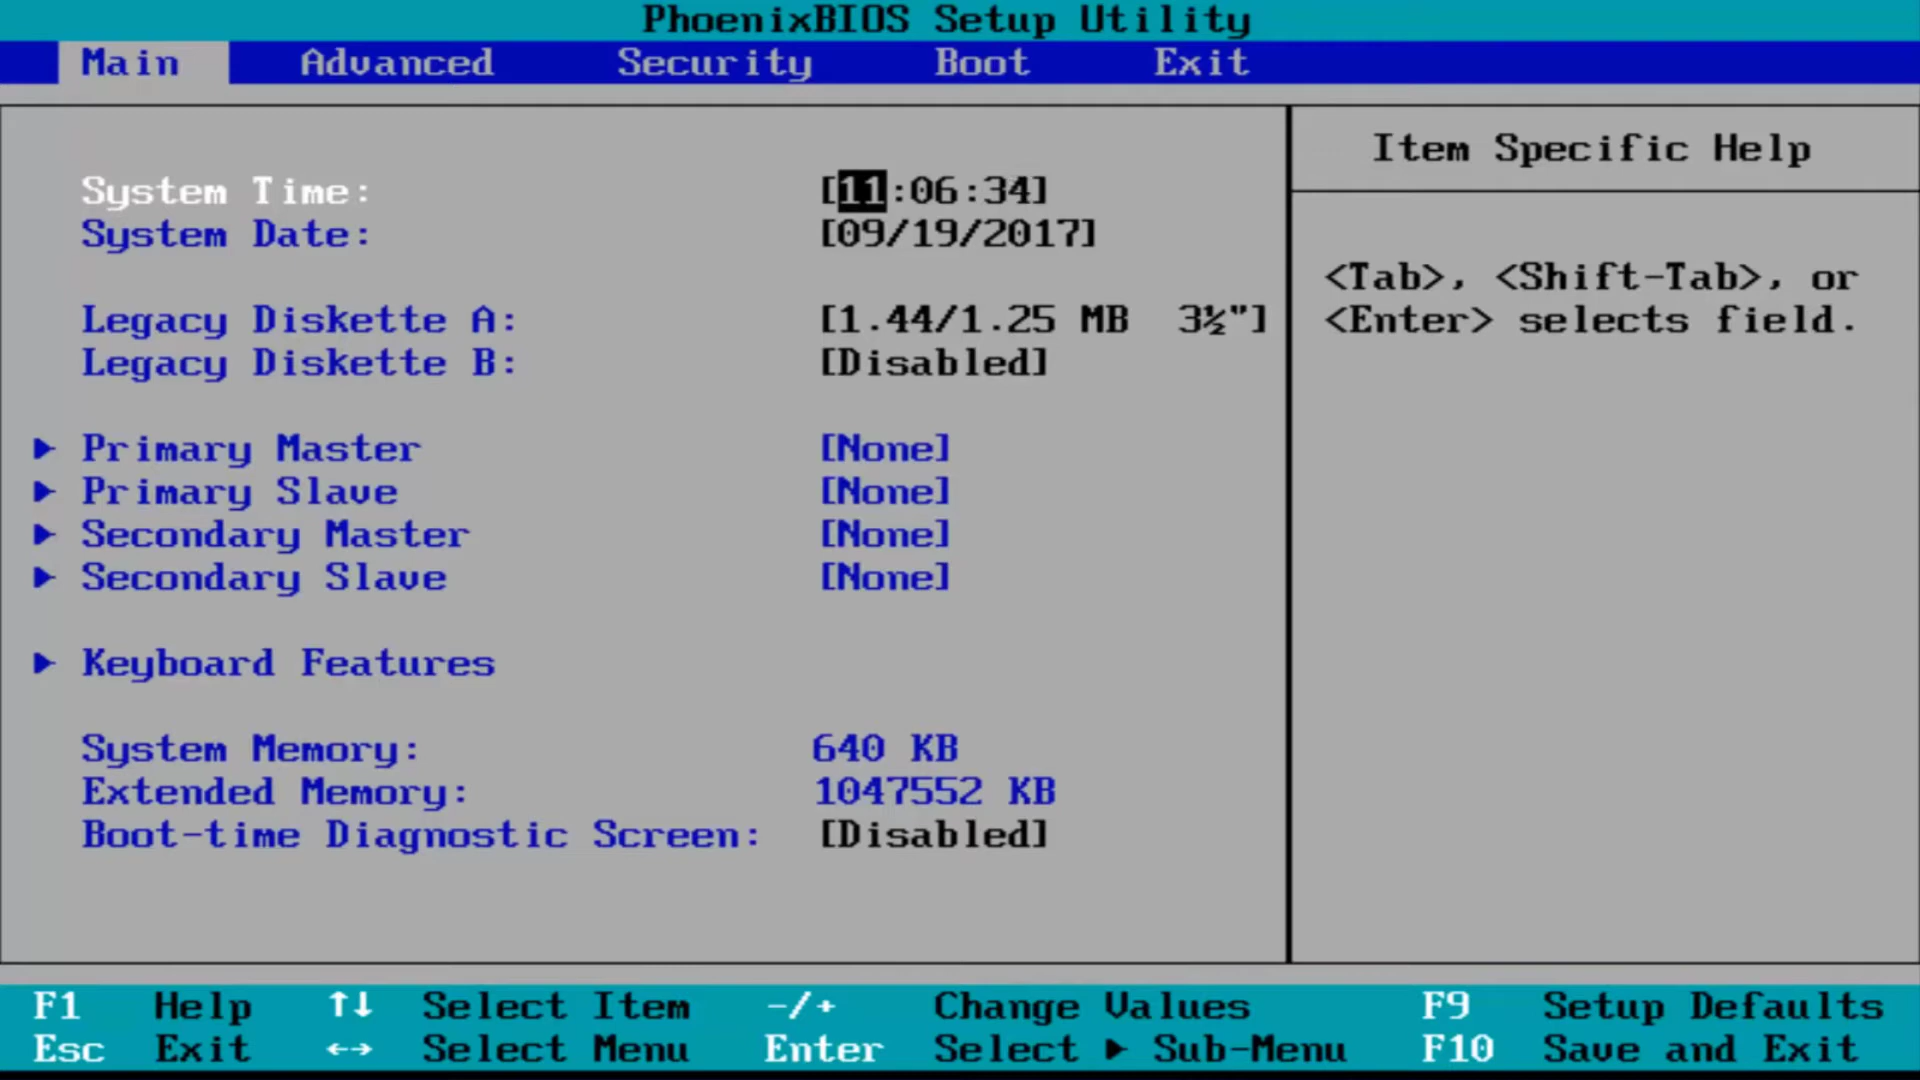 PhoenixBIOS Setup Utility
Main Advanced Security Boot Exit
System Time: [11:06:34]
System Date: [09/19/2017]
Legacy Diskette A: [1.44/1.25 MB 3½"]
Legacy Diskette B: [Disabled]
▶ Primary Master [None]
▶ Primary Slave [None]
▶ Secondary Master [None]
▶ Secondary Slave [None]
▶ Keyboard Features
System Memory: 640 KB
Extended Memory: 1047552 KB
Boot-time Diagnostic Screen: [Disabled]
Item Specific Help
<Tab>, <Shift-Tab>, or
<Enter> selects field.
F1 Help ↑↓ Select Item -/+ Change Values F9 Setup Defaults
Esc Exit ←→ Select Menu Enter Select ▶ Sub-Menu F10 Save and Exit